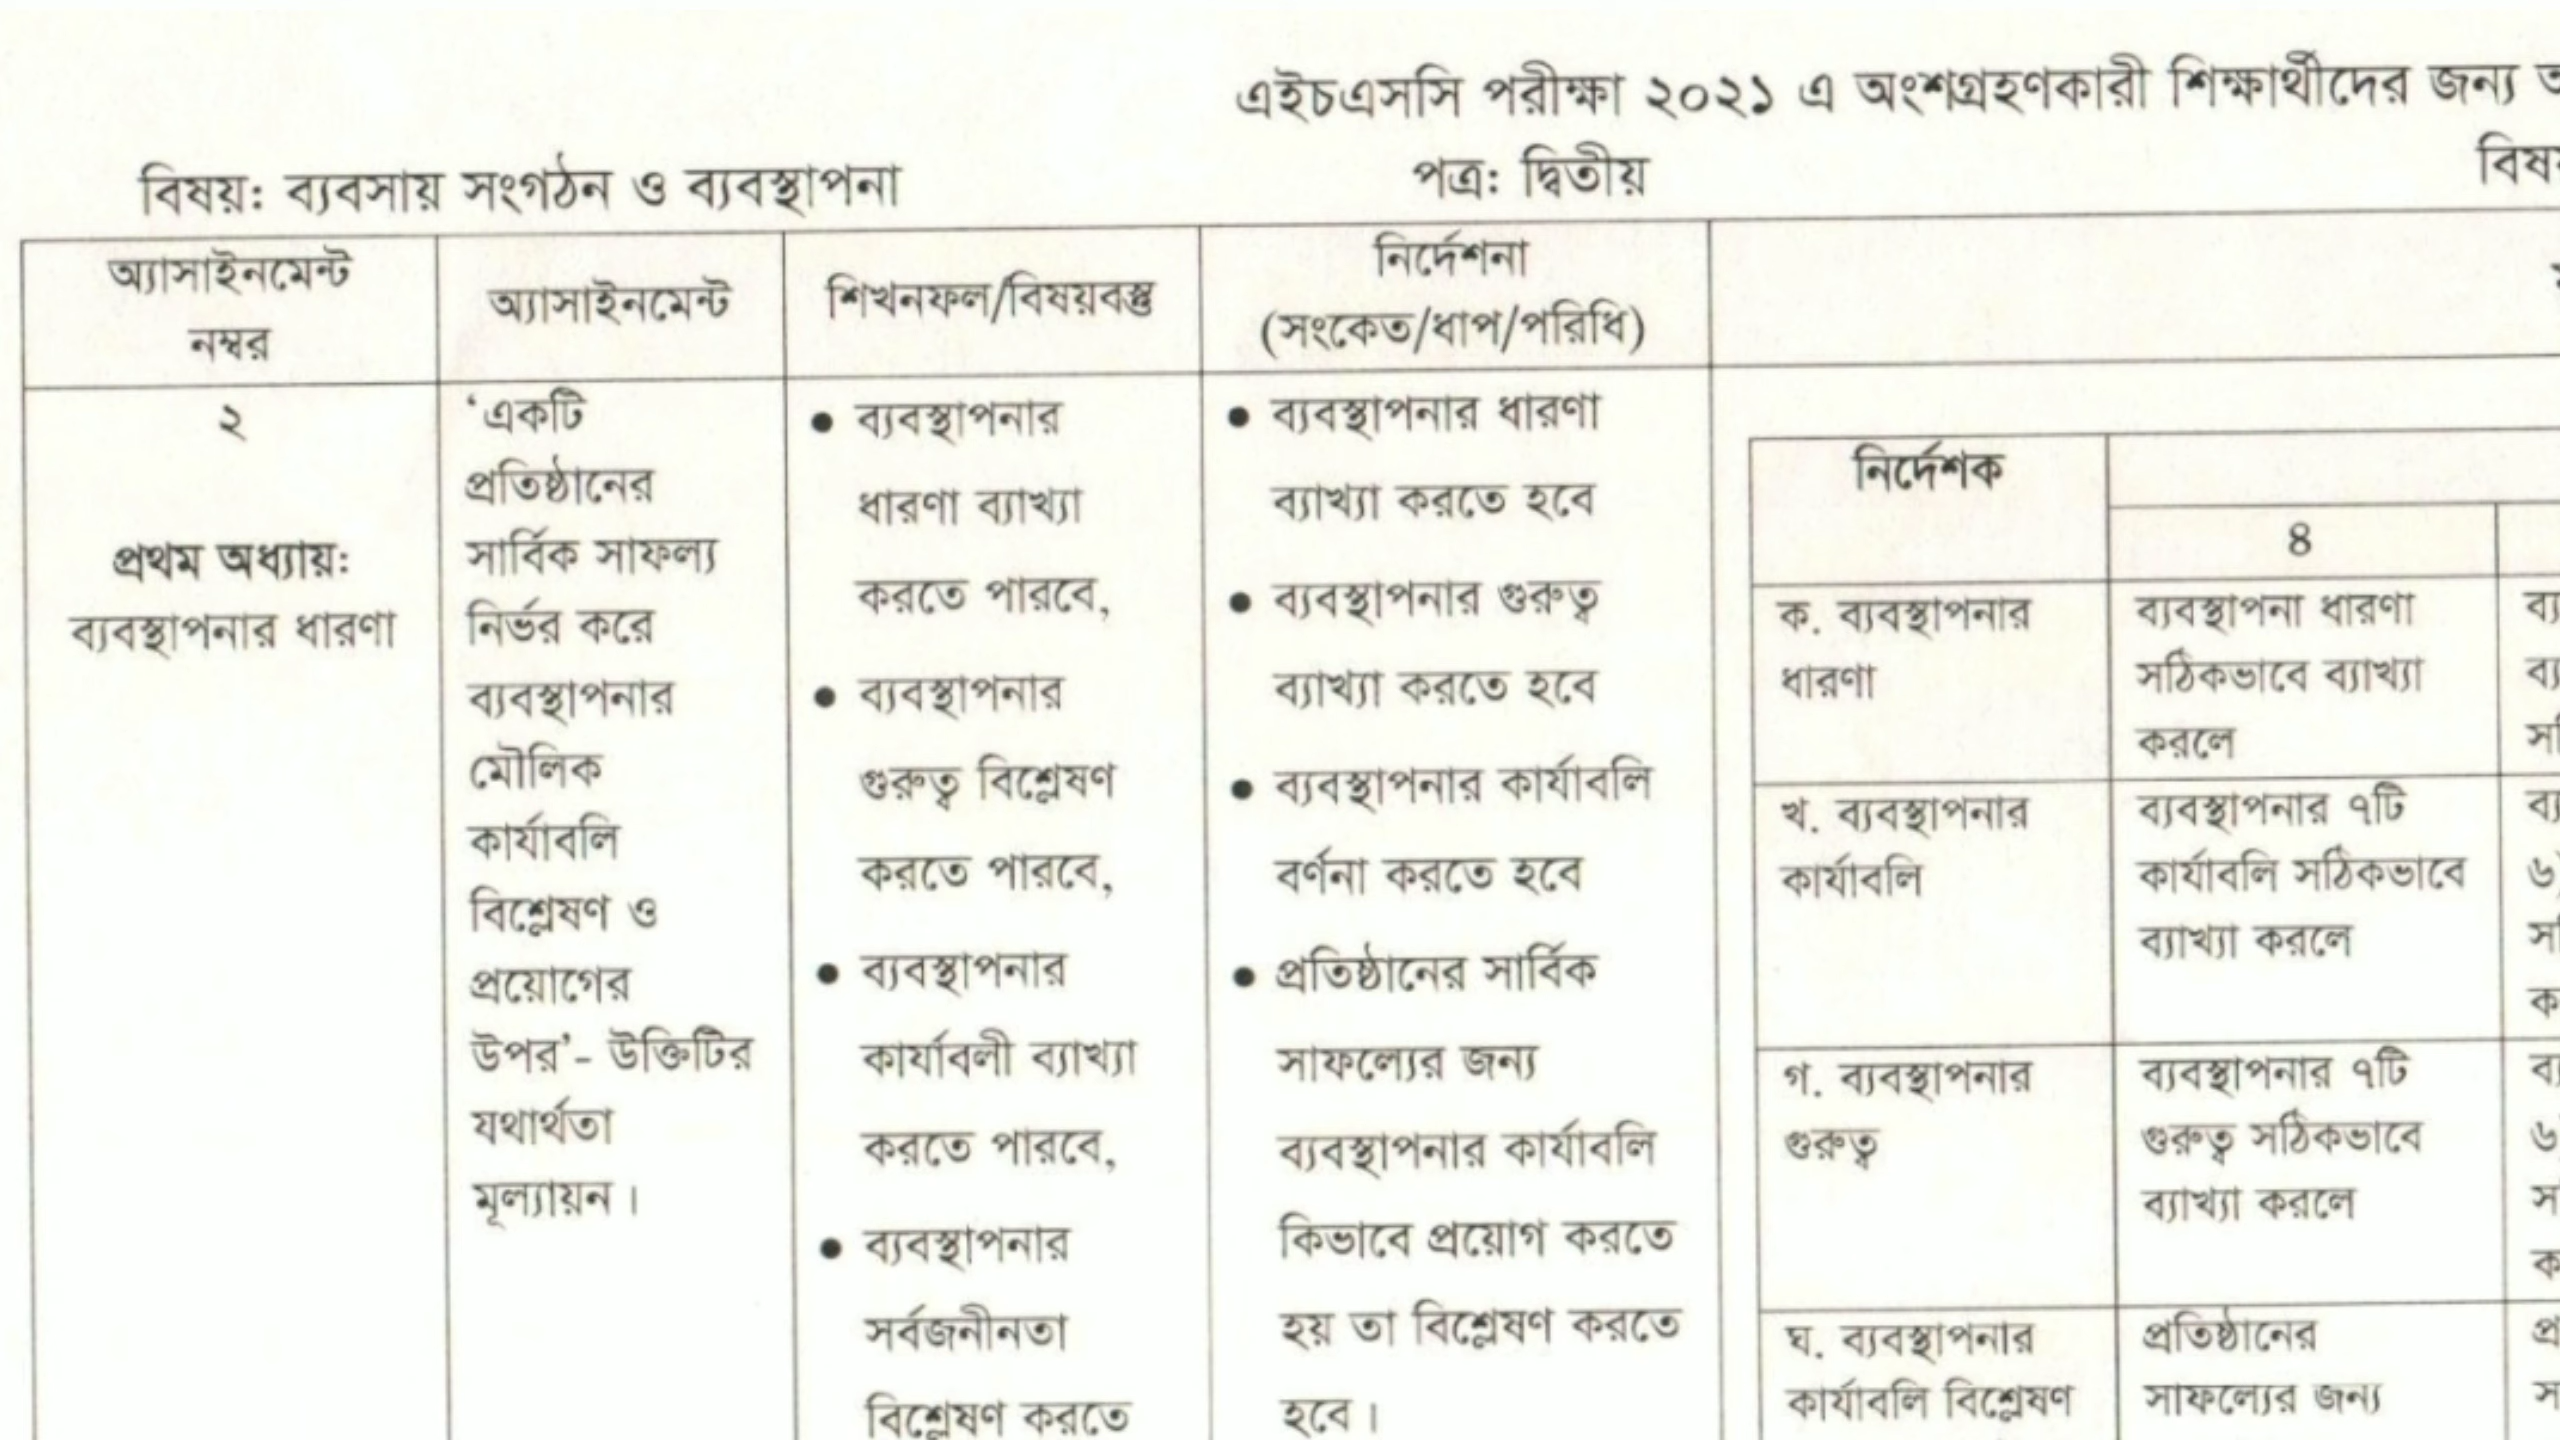 এইচএসসি পরীক্ষা ২০২১ এ অংশগ্রহণকারী শিক্ষার্থীদের জন্য
বিষয়: ব্যবসায় সংগঠন ও ব্যবস্থাপনা
পত্র: দ্বিতীয়
অ্যাসাইনমেন্ট
নম্বর
অ্যাসাইনমেন্ট
শিখনফল/বিষয়বস্তু
নির্দেশনা
(সংকেত/ধাপ/পরিধি)
২
প্রথম অধ্যায়:
ব্যবস্থাপনার ধারণা
‘একটি
প্রতিষ্ঠানের
সার্বিক সাফল্য
নির্ভর করে
ব্যবস্থাপনার
মৌলিক
কার্যাবলি
বিশ্লেষণ ও
প্রয়োগের
উপর’- উক্তিটির
যথার্থতা
মূল্যায়ন।
• ব্যবস্থাপনার
ধারণা ব্যাখ্যা
করতে পারবে,
• ব্যবস্থাপনার
গুরুত্ব বিশ্লেষণ
করতে পারবে,
• ব্যবস্থাপনার
কার্যাবলী ব্যাখ্যা
করতে পারবে,
• ব্যবস্থাপনার
সর্বজনীনতা
বিশ্লেষণ করতে
• ব্যবস্থাপনার ধারণা
ব্যাখ্যা করতে হবে
• ব্যবস্থাপনার গুরুত্ব
ব্যাখ্যা করতে হবে
• ব্যবস্থাপনার কার্যাবলি
বর্ণনা করতে হবে
• প্রতিষ্ঠানের সার্বিক
সাফল্যের জন্য
ব্যবস্থাপনার কার্যাবলি
কিভাবে প্রয়োগ করতে
হয় তা বিশ্লেষণ করতে
হবে।
নির্দেশক
৪
ক. ব্যবস্থাপনার
ধারণা
ব্যবস্থাপনা ধারণা
সঠিকভাবে ব্যাখ্যা
করলে
খ. ব্যবস্থাপনার
কার্যাবলি
ব্যবস্থাপনার ৭টি
কার্যাবলি সঠিকভাবে
ব্যাখ্যা করলে
গ. ব্যবস্থাপনার
গুরুত্ব
ব্যবস্থাপনার ৭টি
গুরুত্ব সঠিকভাবে
ব্যাখ্যা করলে
ঘ. ব্যবস্থাপনার
কার্যাবলি বিশ্লেষণ
প্রতিষ্ঠানের
সাফল্যের জন্য